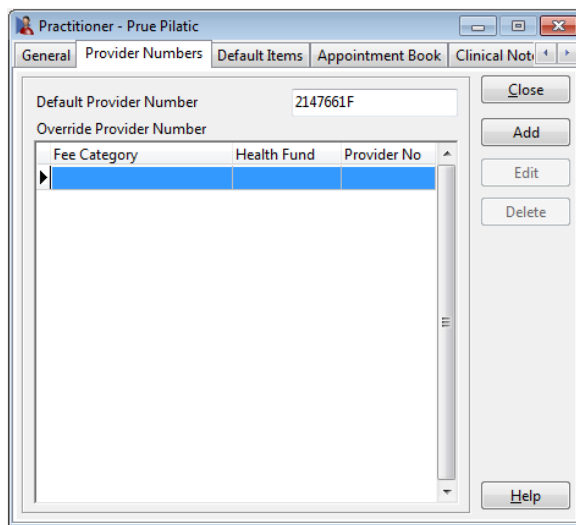 Practitioner - Prue Pilatic
General Provider Numbers Default Items Appointment Book Clinical Not
Close
Default Provider Number 2147661F
Add
Override Provider Number
Fee Category Health Fund Provider No
Edit
Delete
Help